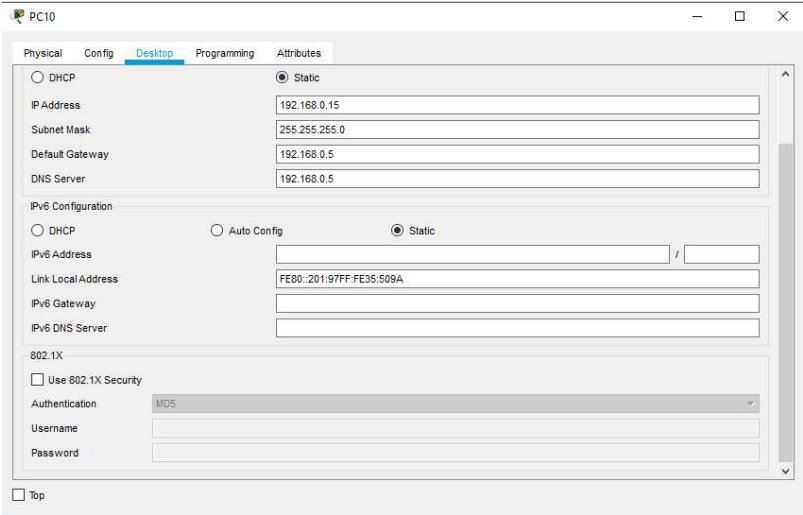 PC10
Physical Config Desktop Programming Attributes
DHCP Static
IP Address 192.168.0.15
Subnet Mask 255.255.255.0
Default Gateway 192.168.0.5
DNS Server 192.168.0.5
IPv6 Configuration
DHCP Auto Config Static
IPv6 Address /
Link Local Address FE80::201:97FF:FE35:509A
IPv6 Gateway
IPv6 DNS Server
802.1X
Use 802.1X Security
Authentication MD5
Username
Password
Top